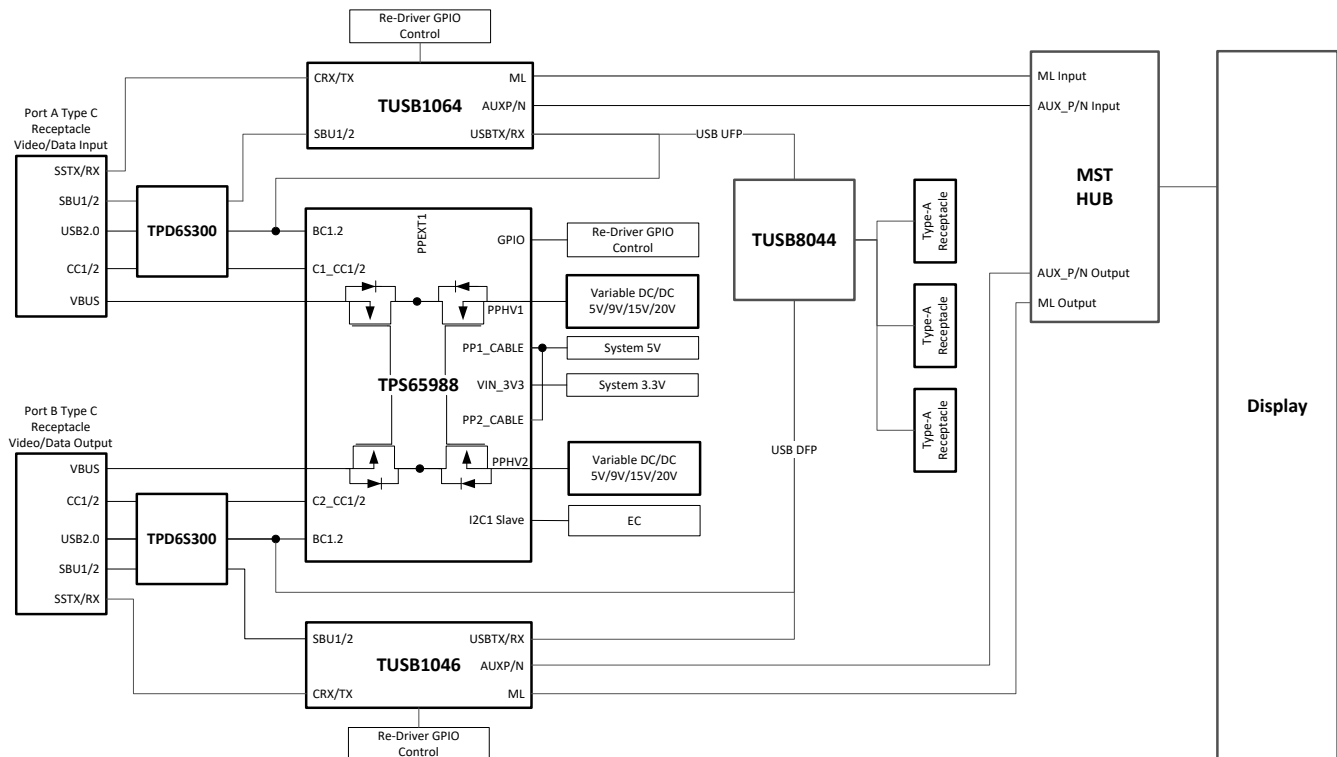 Re-Driver GPIO
Control
CRX/TX
ML
TUSB1064
AUXP/N
SBU1/2
USBTX/RX
USB UFP
Port A Type C
Receptacle
Video/Data Input
SSTX/RX
SBU1/2
USB2.0
CC1/2
VBUS
TPD6S300
BC1.2
C1_CC1/2
PPEXT1
GPIO
Re-Driver GPIO
Control
PPHV1
Variable DC/DC
5V/9V/15V/20V
PP1_CABLE
System 5V
TPS65988
VIN_3V3
System 3.3V
PP2_CABLE
PPHV2
Variable DC/DC
5V/9V/15V/20V
C2_CC1/2
I2C1 Slave
EC
BC1.2
Port B Type C
Receptacle
Video/Data Output
VBUS
CC1/2
USB2.0
SBU1/2
SSTX/RX
TPD6S300
SBU1/2
USBTX/RX
TUSB1046
AUXP/N
CRX/TX
ML
Re-Driver GPIO
Control
TUSB8044
USB DFP
Type-A
Receptacle
Type-A
Receptacle
Type-A
Receptacle
ML Input
AUX_P/N Input
MST
HUB
AUX_P/N Output
ML Output
Display